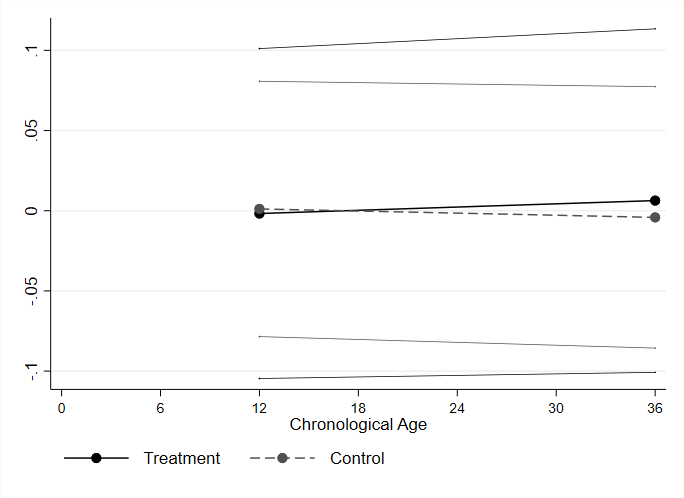 .1
.05
0
-.05
-.1
0 6 12 18 24 30 36
Chronological Age
Treatment Control